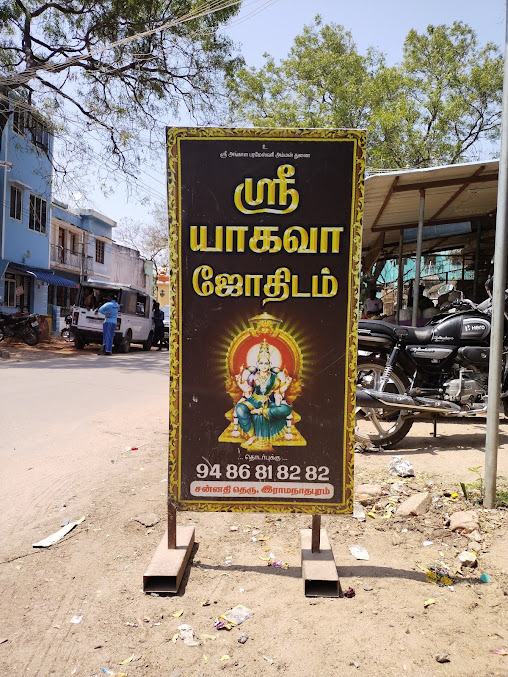 உ
ஸ்ரீ அங்காள பரமேஸ்வரி அம்மன் துணை
ஸ்ரீ
யாகவா
ஜோதிடம்
... தொடர்புக்கு ...
94 86 81 82 82
சன்னதி தெரு, இராமநாதபுரம்
Hero